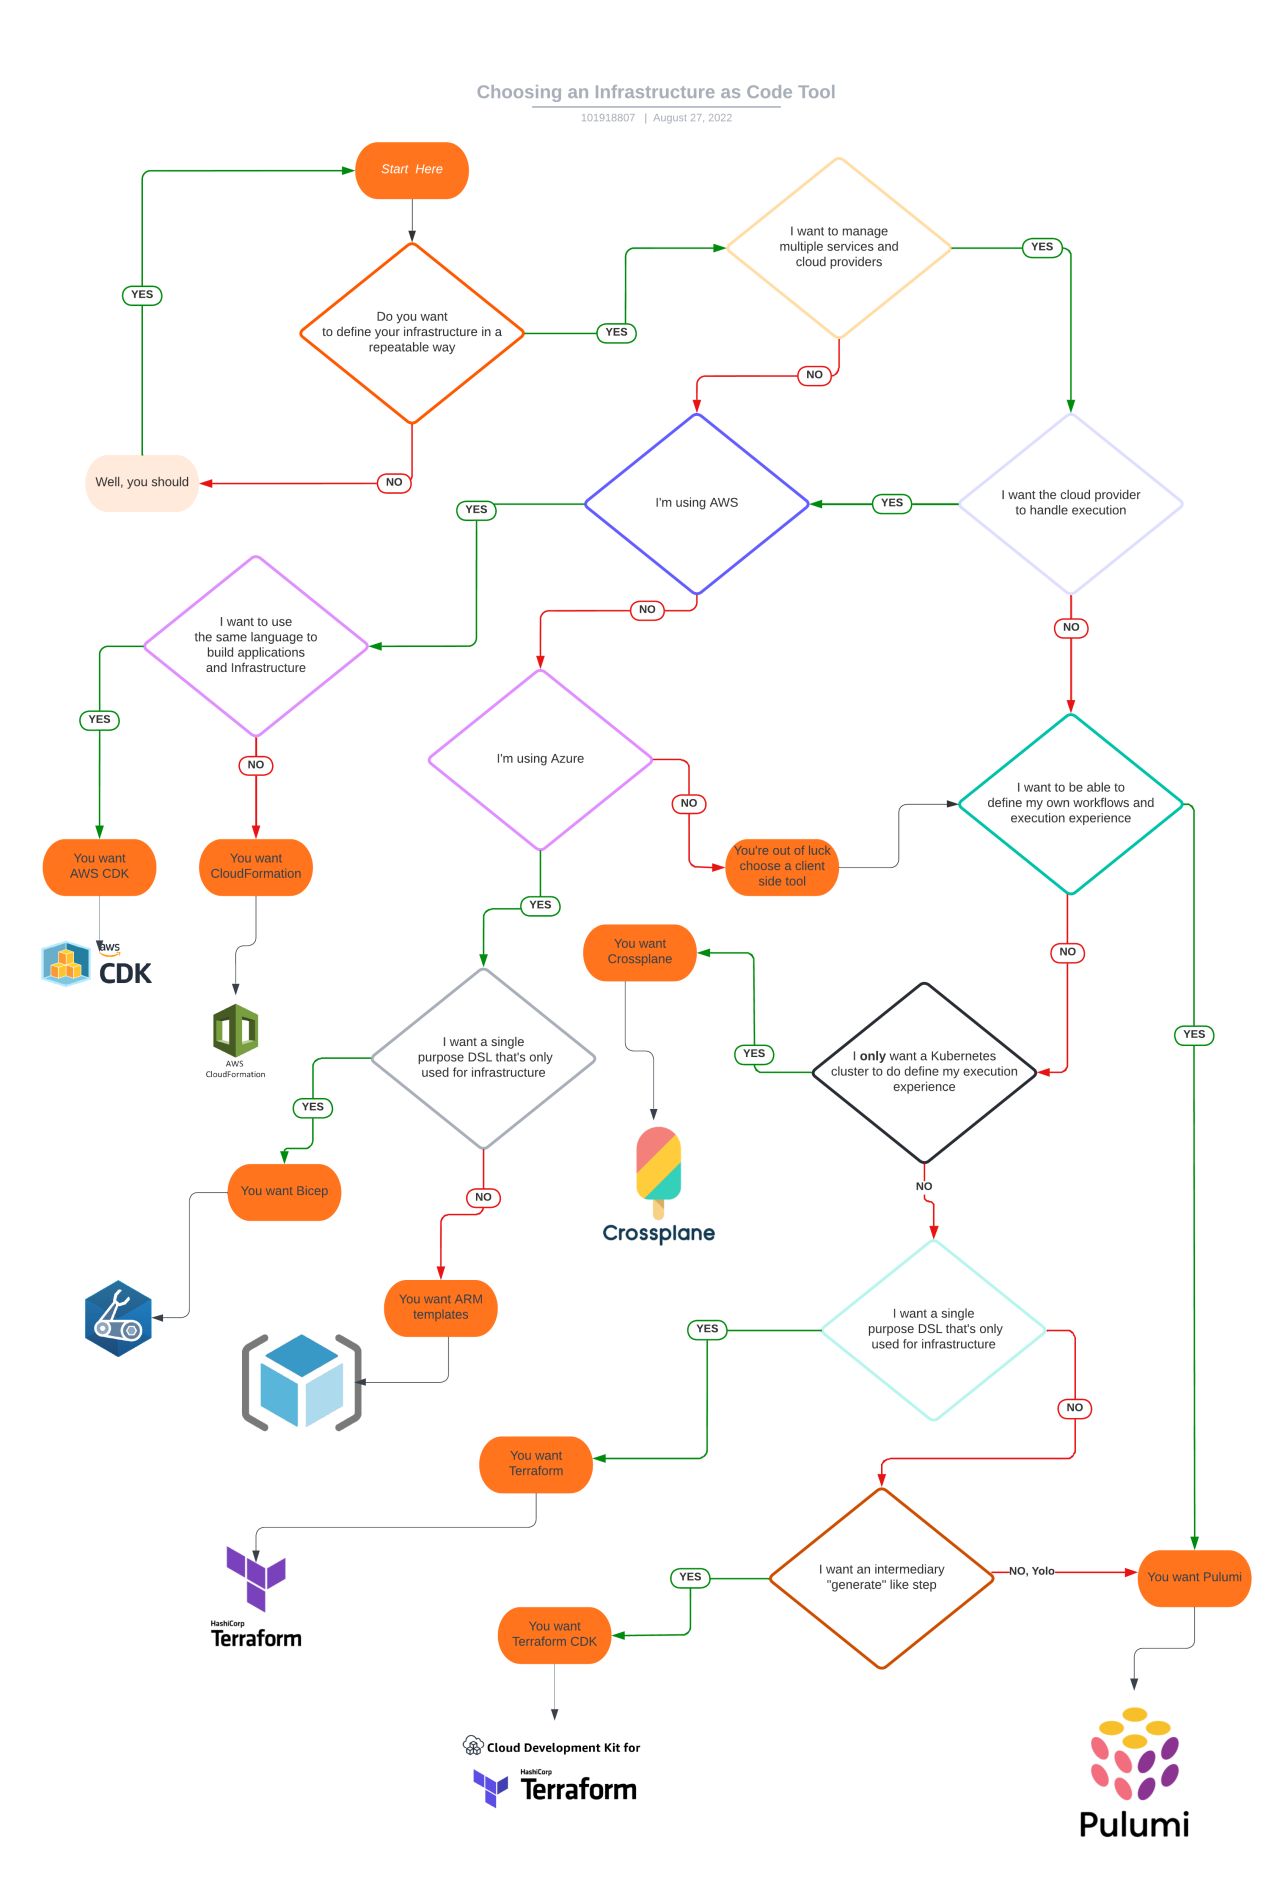 Choosing an Infrastructure as Code Tool
101918807 | August 27, 2022
Start Here
I want to manage
multiple services and
cloud providers
YES
YES
Do you want
to define your infrastructure in a
repeatable way
YES
NO
Well, you should
NO
I'm using AWS
YES
I want the cloud provider
to handle execution
YES
NO
NO
I want to use
the same language to
build applications
and Infrastructure
YES
NO
I'm using Azure
NO
I want to be able to
define my own workflows and
execution experience
You want
AWS CDK
You want
CloudFormation
You're out of luck
choose a client
side tool
YES
aws
CDK
You want
Crossplane
NO
AWS
CloudFormation
I want a single
purpose DSL that's only
used for infrastructure
YES
I only want a Kubernetes
cluster to do define my execution
experience
YES
YES
You want Bicep
NO
NO
Crossplane
You want ARM
templates
I want a single
purpose DSL that's only
used for infrastructure
YES
NO
You want
Terraform
I want an intermediary
"generate" like step
YES
NO, Yolo
You want Pulumi
HashiCorp
Terraform
You want
Terraform CDK
Cloud Development Kit for
HashiCorp
Terraform
Pulumi